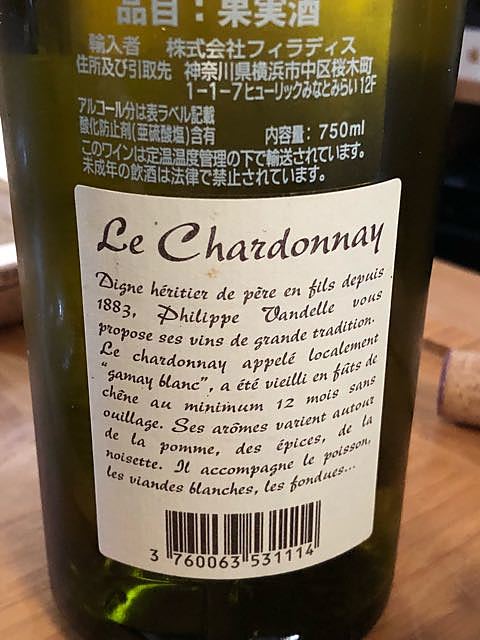 品目：果実酒
輸入者　株式会社フィラディス
住所及び引取先　神奈川県横浜市中区桜木町
1-1-7ヒューリックみなとみらい12F
アルコール分は表ラベル記載
酸化防止剤(亜硫酸塩)含有　内容量：750ml
このワインは定温温度管理の下で輸送されています。
未成年の飲酒は法律で禁止されています。
Le Chardonnay
Digne héritier de père en fils depuis
1883, Philippe Vandelle vous
propose ses vins de grande tradition.
Le chardonnay appelé localement
“gamay blanc”, a été vieilli en fûts de
chêne au minimum 12 mois sans
ouillage. Ses arômes varient autour
de la pomme, des épices, de la
noisette. Il accompagne le poisson,
les viandes blanches, les fondues...
3 760063 531114